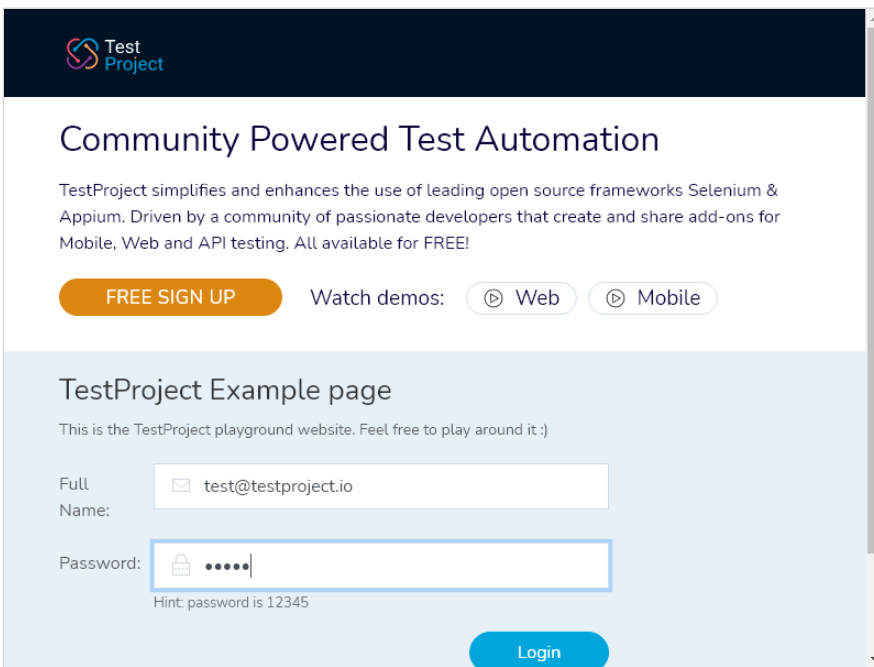 Test
Project
Community Powered Test Automation
TestProject simplifies and enhances the use of leading open source frameworks Selenium &
Appium. Driven by a community of passionate developers that create and share add-ons for
Mobile, Web and API testing. All available for FREE!
FREE SIGN UP Watch demos: Web Mobile
TestProject Example page
This is the TestProject playground website. Feel free to play around it :)
Full
Name:
test@testproject.io
Password: •••••
Hint: password is 12345
Login